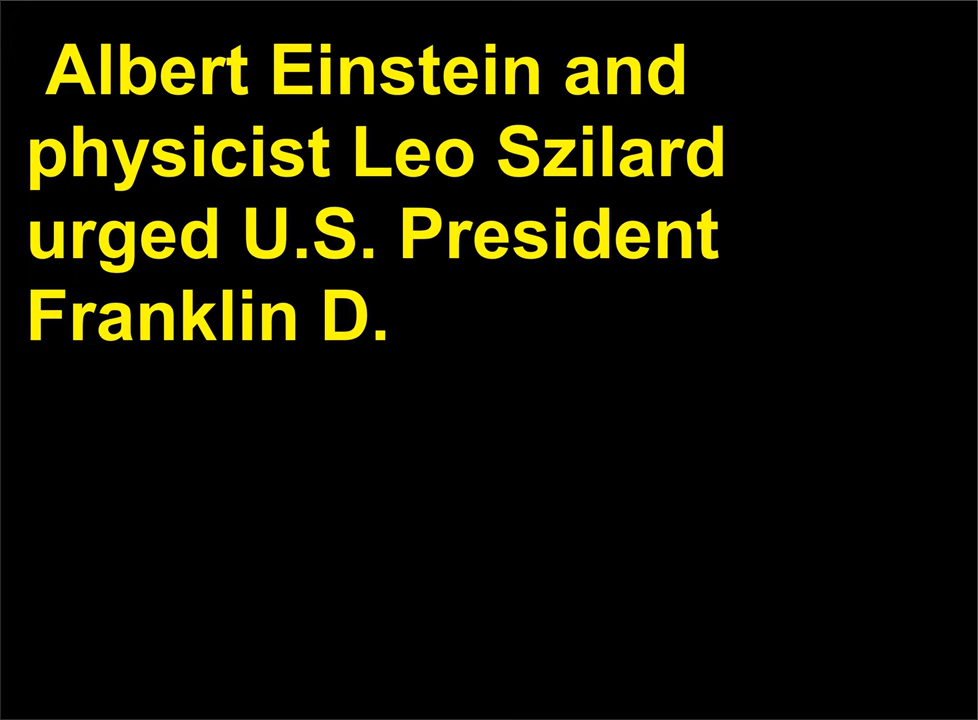 Albert Einstein and
physicist Leo Szilard
urged U.S. President
Franklin D.